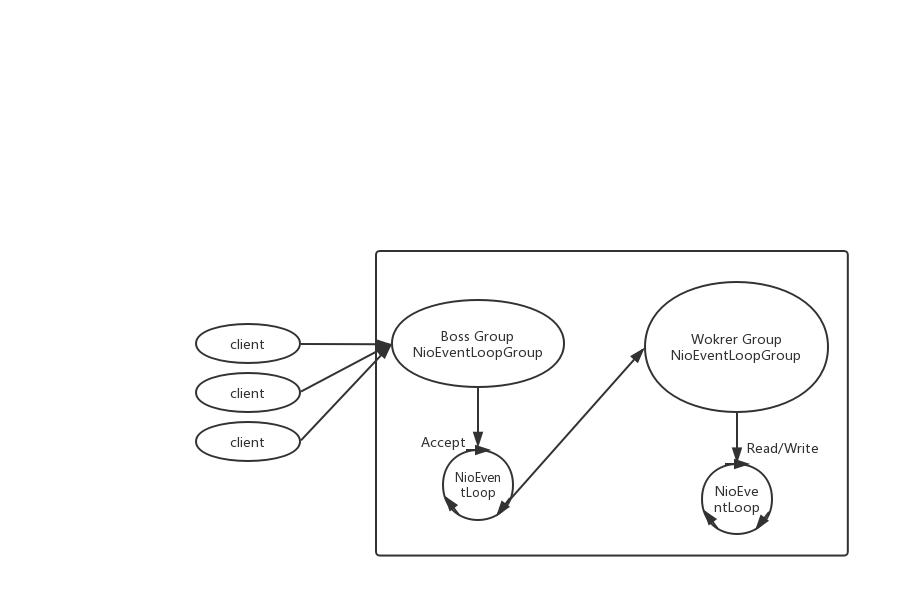 client
client
client
Boss Group
NioEventLoopGroup
Accept
NioEven
tLoop
Wokrer Group
NioEventLoopGroup
Read/Write
NioEve
ntLoop